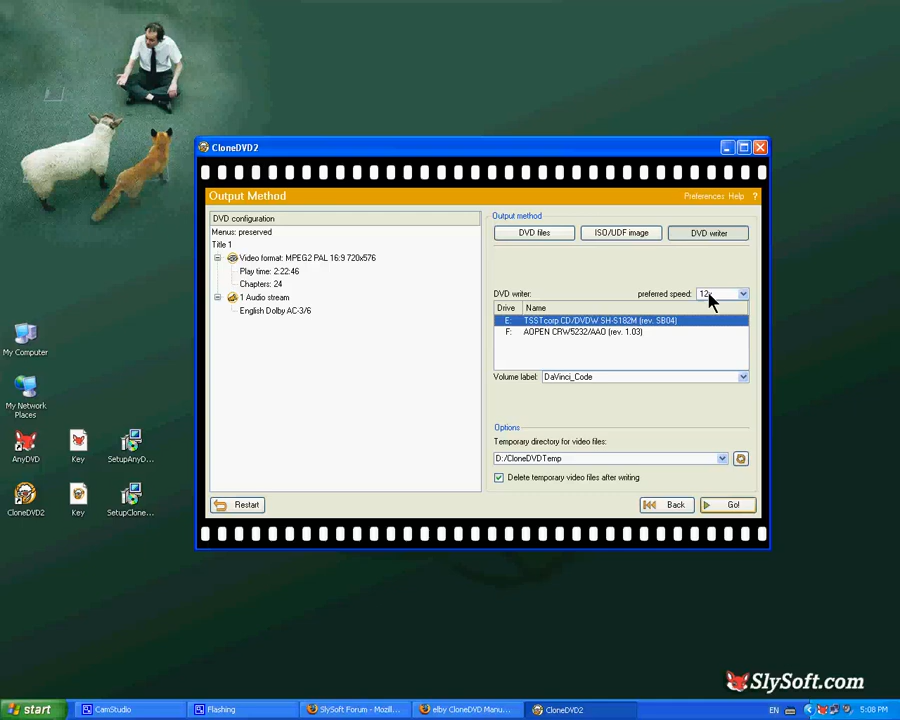 CloneDVD2
Output Method
Preferences Help ?
DVD configuration
Menus: preserved
Title 1
Video format: MPEG2 PAL 16:9 720x576
Play time: 2:22:46
Chapters: 24
1 Audio stream
English Dolby AC-3/6
Restart
Output method
DVD files
ISO/UDF image
DVD writer
DVD writer:
preferred speed:
Drive Name
E: TSSTcorp CD/DVDW SH-S182M (rev. SB04)
F: AOPEN CRW5232/AAO (rev. 1.03)
Volume label: DaVinci_Code
Options
Temporary directory for video files:
D:/CloneDVDTemp
Delete temporary video files after writing
Back
Go!
My Computer
My Network
Places
AnyDVD
Key
SetupAnyD...
CloneDVD2
Key
SetupClone...
SlySoft.com
start
CamStudio
Flashing
SlySoft Forum - Mozill...
elby CloneDVD Manu...
CloneDVD2
EN
5:08 PM